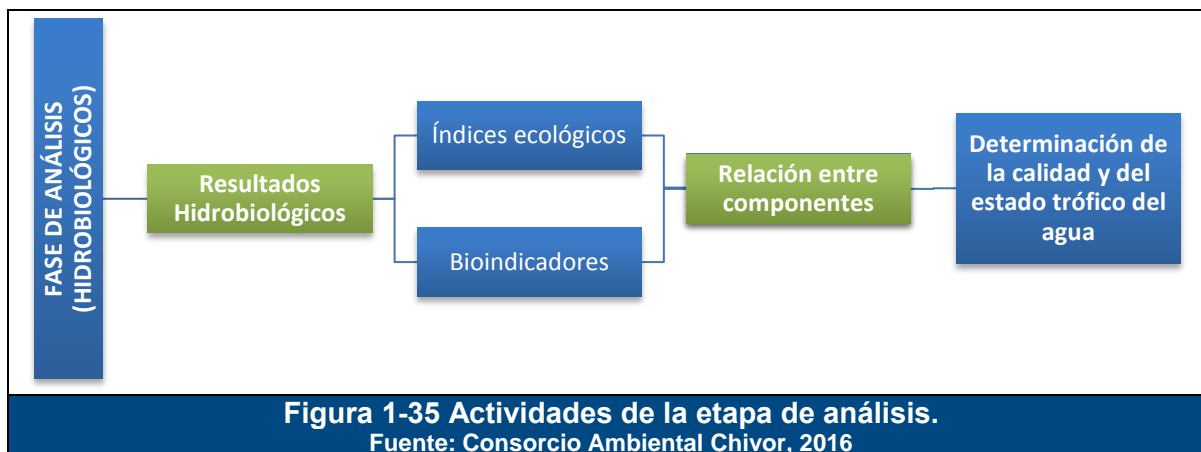 FASE DE ANÁLISIS
(HIDROBIOLÓGICOS)
Resultados
Hidrobiológicos
Índices ecológicos
Bioindicadores
Relación entre
componentes
Determinación de
la calidad y del
estado trófico del
agua
Figura 1-35 Actividades de la etapa de análisis.
Fuente: Consorcio Ambiental Chivor, 2016